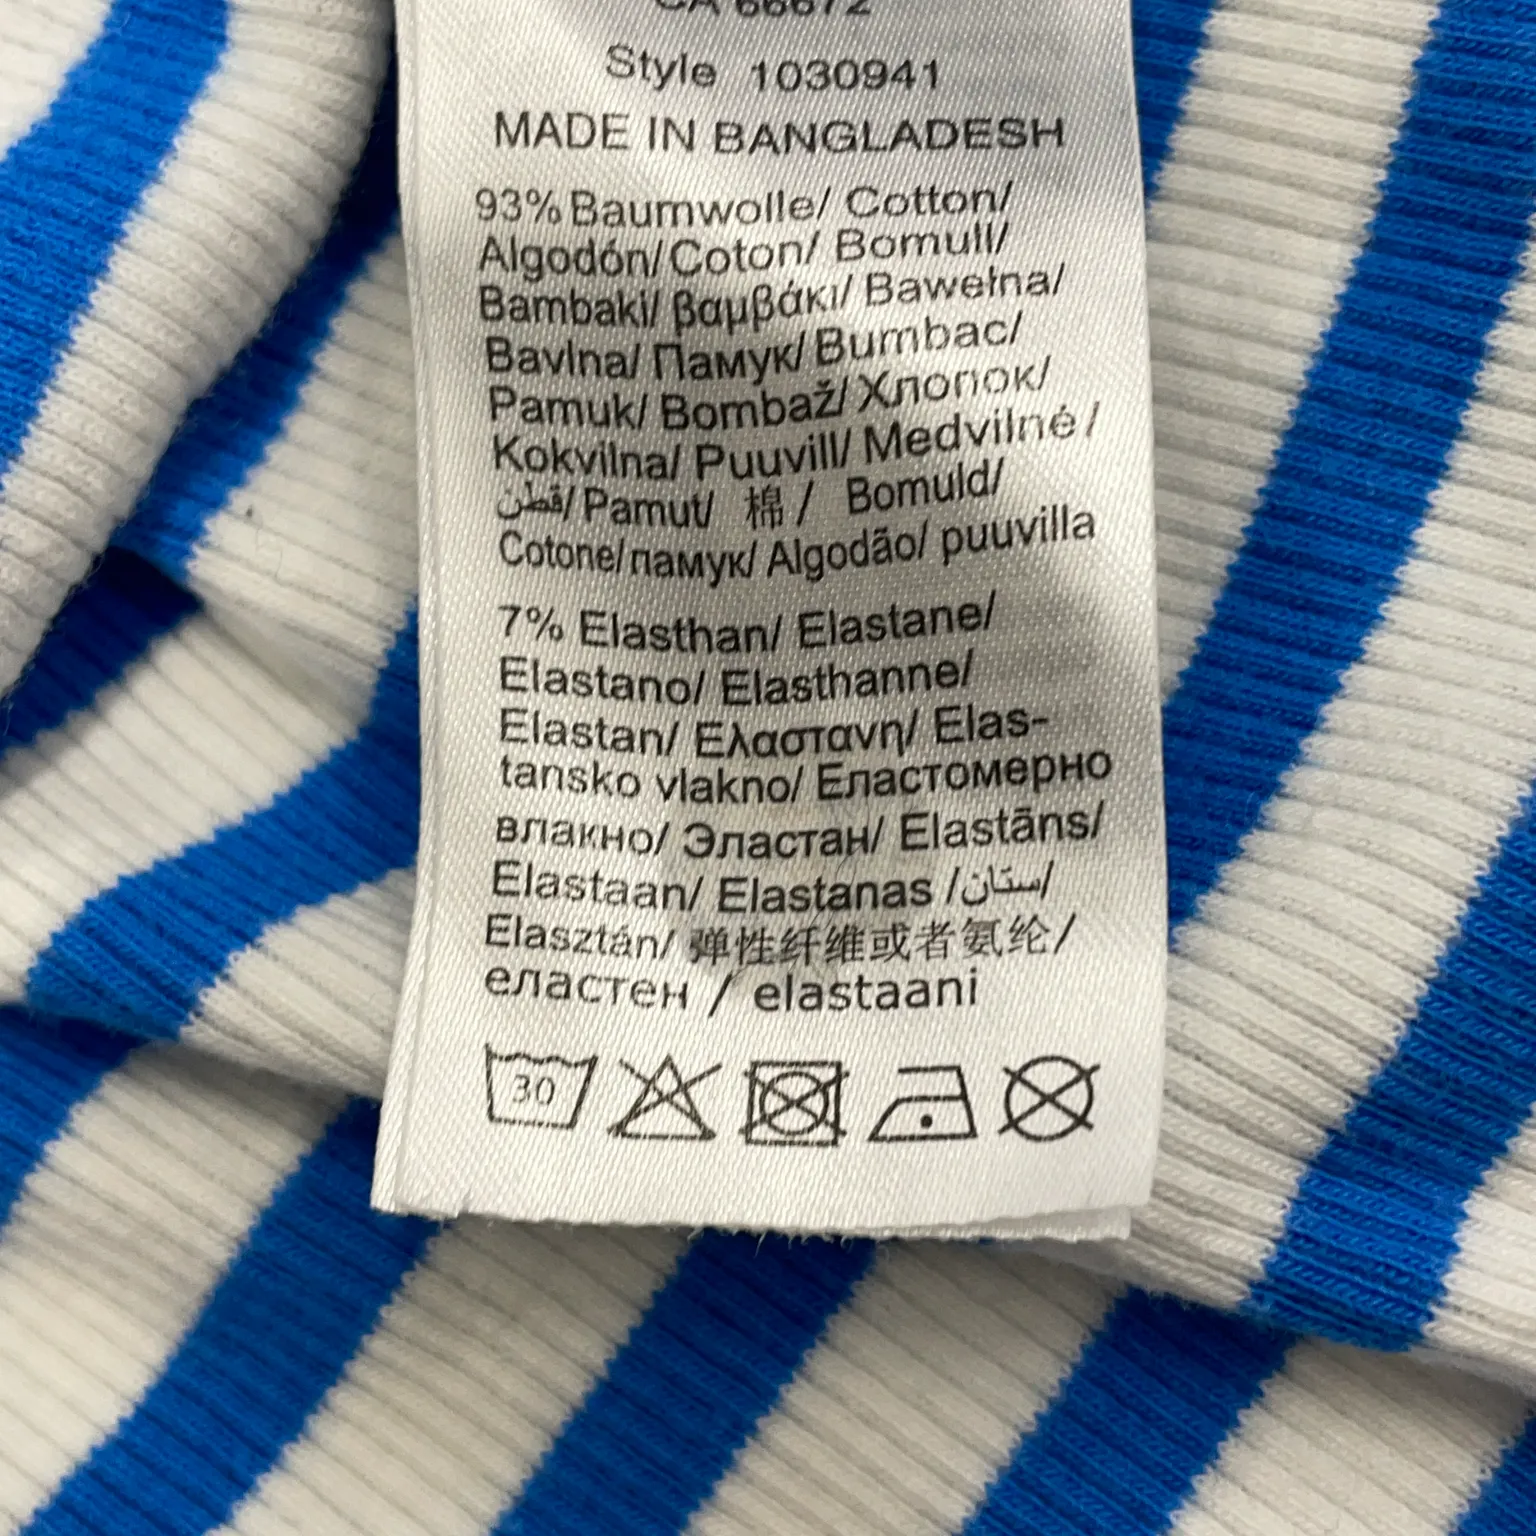 CA 66672
Style 1030941
MADE IN BANGLADESH
93% Baumwolle/ Cotton/
Algodón/ Coton/ Bomull/
Bambaki/ βαμβάκι/ Bawełna/
Bavlna/ Памук/ Bumbac/
Pamuk/ Bombaž/ Хлопок/
Kokvilna/ Puuvill/ Medvilnė/
قطن/ Pamut/ 棉/ Bomuld/
Cotone/ памук/ Algodão/ puuvilla
7% Elasthan/ Elastane/
Elastano/ Elasthanne/
Elastan/ Ελαστανη/ Elas-
tansko vlakno/ Еластомерно
влакно/ Эластан/ Elastāns/
Elastaan/ Elastanas /ستان/
Elasztán/ 弹性纤维或者氨纶/
еластен / elastaani
30